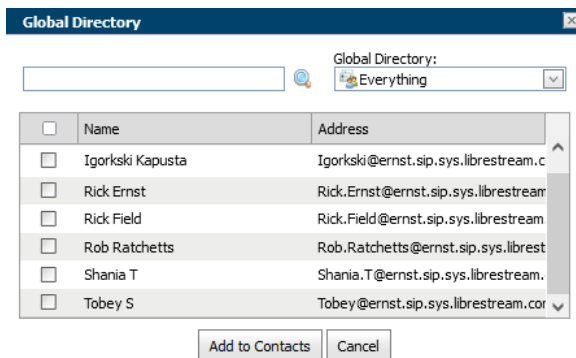 Global Directory
Global Directory:
Everything
Name Address
Igorkski Kapusta Igorkski@ernst.sip.sys.librestream.c
Rick Ernst Rick.Ernst@ernst.sip.sys.librestream
Rick Field Rick.Field@ernst.sip.sys.librestream
Rob Ratchetts Rob.Ratchetts@ernst.sip.sys.librest
Shania T Shania.T@ernst.sip.sys.librestream.
Tobey S Tobey@ernst.sip.sys.librestream.cor
Add to Contacts Cancel